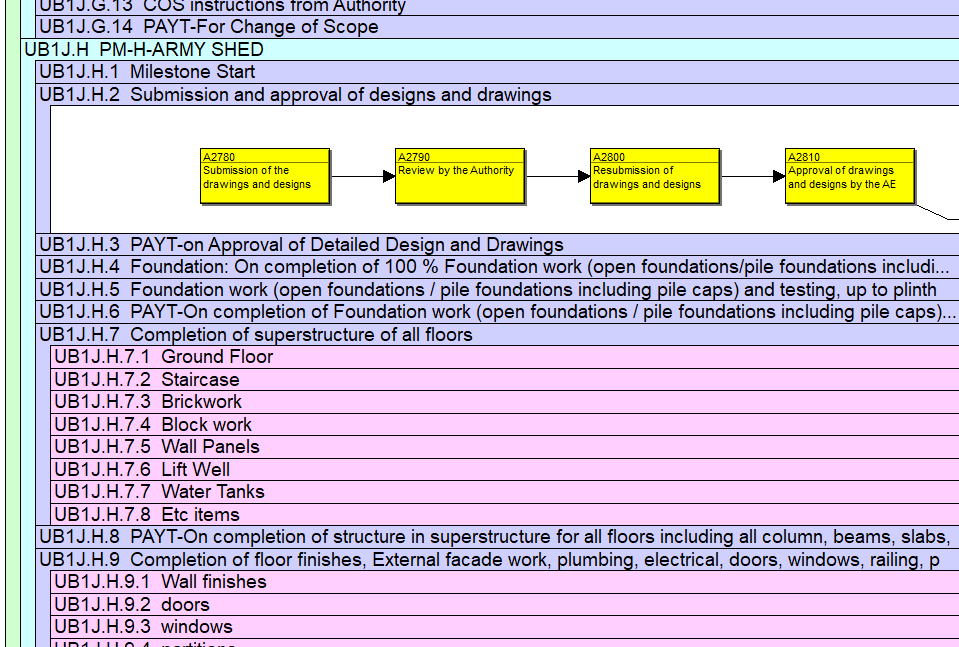 UB1J.G.13 COS instructions from Authority
UB1J.G.14 PAYT-For Change of Scope
UB1J.H PM-H-ARMY SHED
UB1J.H.1 Milestone Start
UB1J.H.2 Submission and approval of designs and drawings
A2780
Submission of the
drawings and designs
A2790
Review by the Authority
A2800
Resubmission of
drawings and designs
A2810
Approval of drawings
and designs by the AE
UB1J.H.3 PAYT-on Approval of Detailed Design and Drawings
UB1J.H.4 Foundation: On completion of 100 % Foundation work (open foundations/pile foundations includi...
UB1J.H.5 Foundation work (open foundations / pile foundations including pile caps) and testing, up to plinth
UB1J.H.6 PAYT-On completion of Foundation work (open foundations / pile foundations including pile caps)...
UB1J.H.7 Completion of superstructure of all floors
UB1J.H.7.1 Ground Floor
UB1J.H.7.2 Staircase
UB1J.H.7.3 Brickwork
UB1J.H.7.4 Block work
UB1J.H.7.5 Wall Panels
UB1J.H.7.6 Lift Well
UB1J.H.7.7 Water Tanks
UB1J.H.7.8 Etc items
UB1J.H.8 PAYT-On completion of structure in superstructure for all floors including all column, beams, slabs,
UB1J.H.9 Completion of floor finishes, External facade work, plumbing, electrical, doors, windows, railing, p
UB1J.H.9.1 Wall finishes
UB1J.H.9.2 doors
UB1J.H.9.3 windows
UB1J.H.9.4 partitions